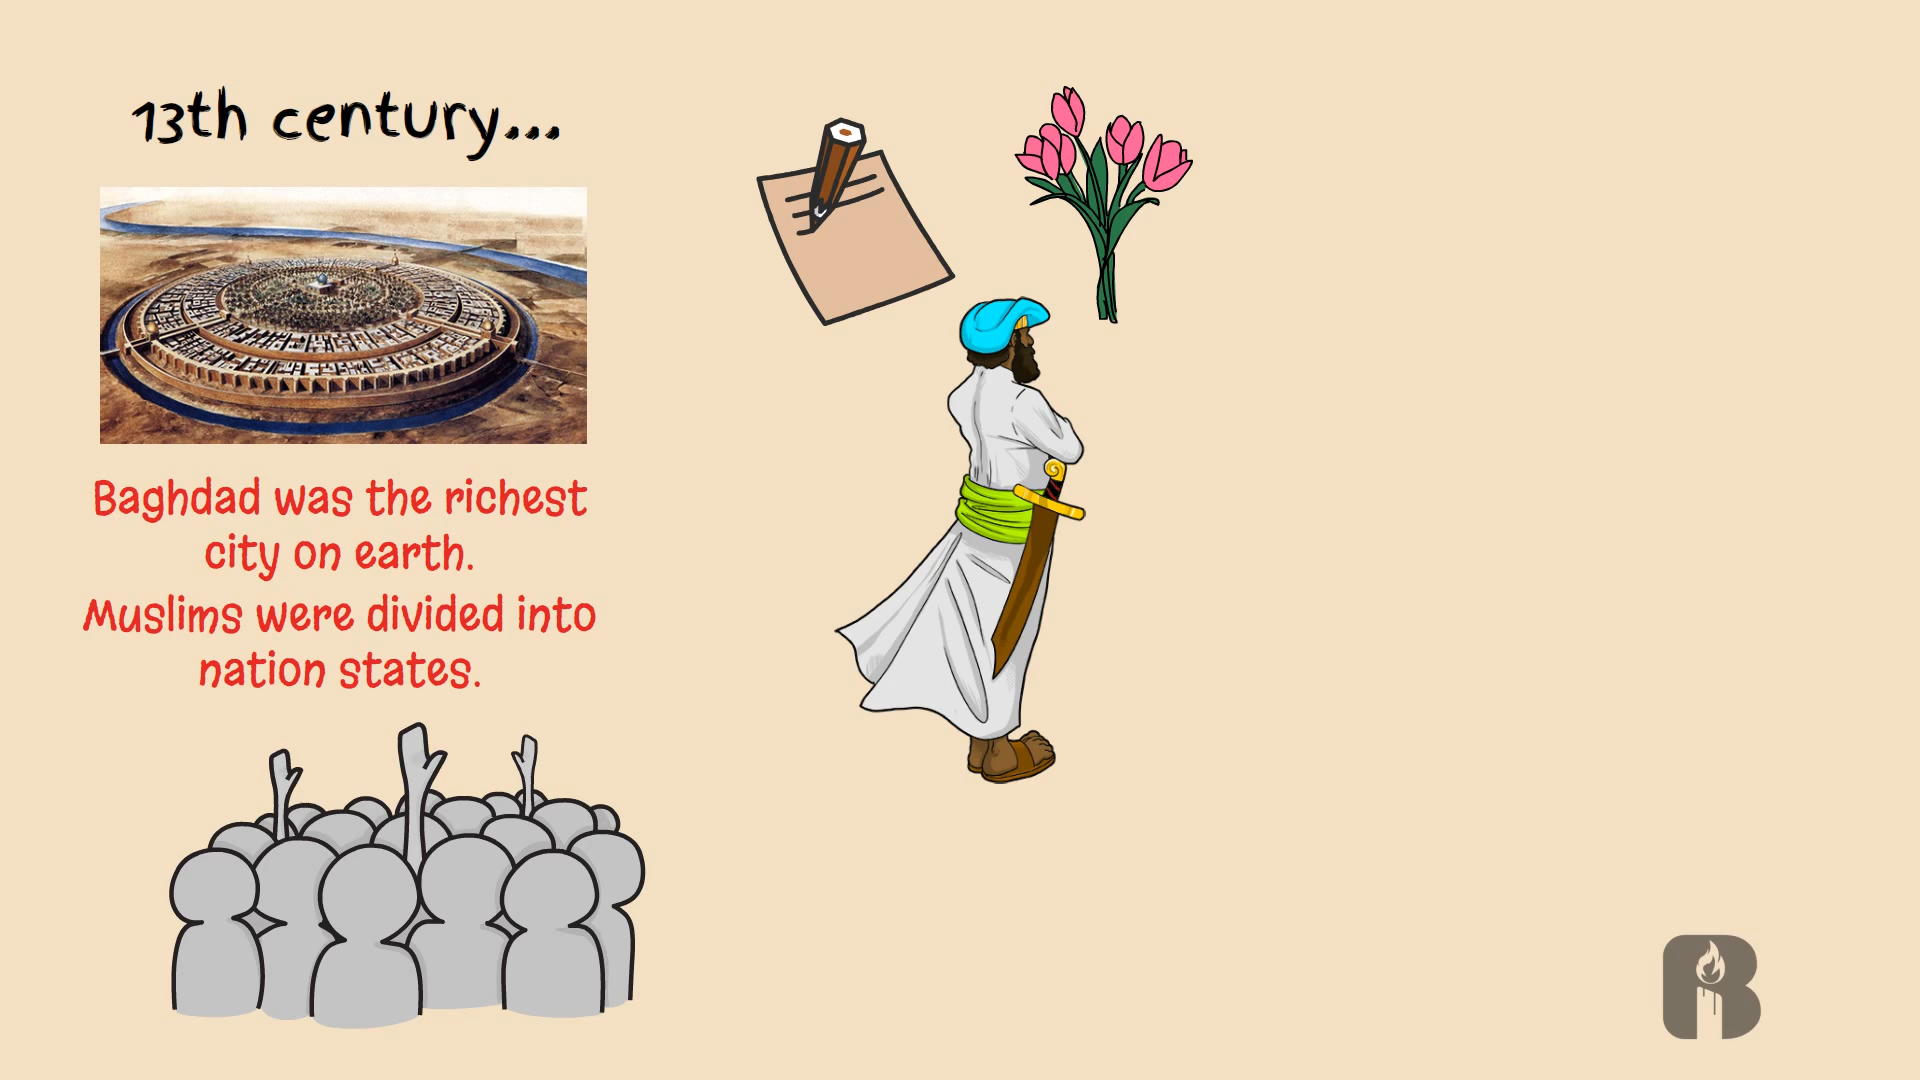 13th century...
Baghdad was the richest
city on earth.
Muslims were divided into
nation states.
B